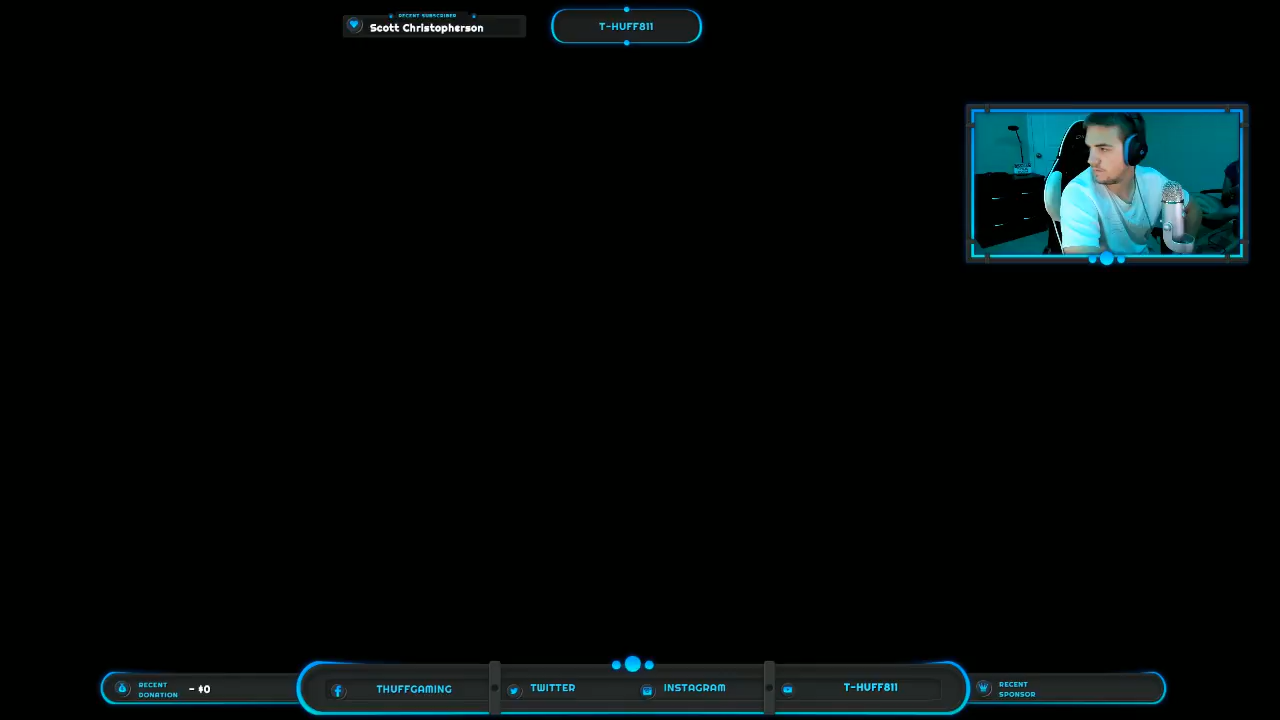 RECENT SUBSCRIBER
Scott Christopherson
T-HUFF811
RECENT
DONATION
- $0
THUFFGAMING
TWITTER
INSTAGRAM
T-HUFF811
RECENT
SPONSOR